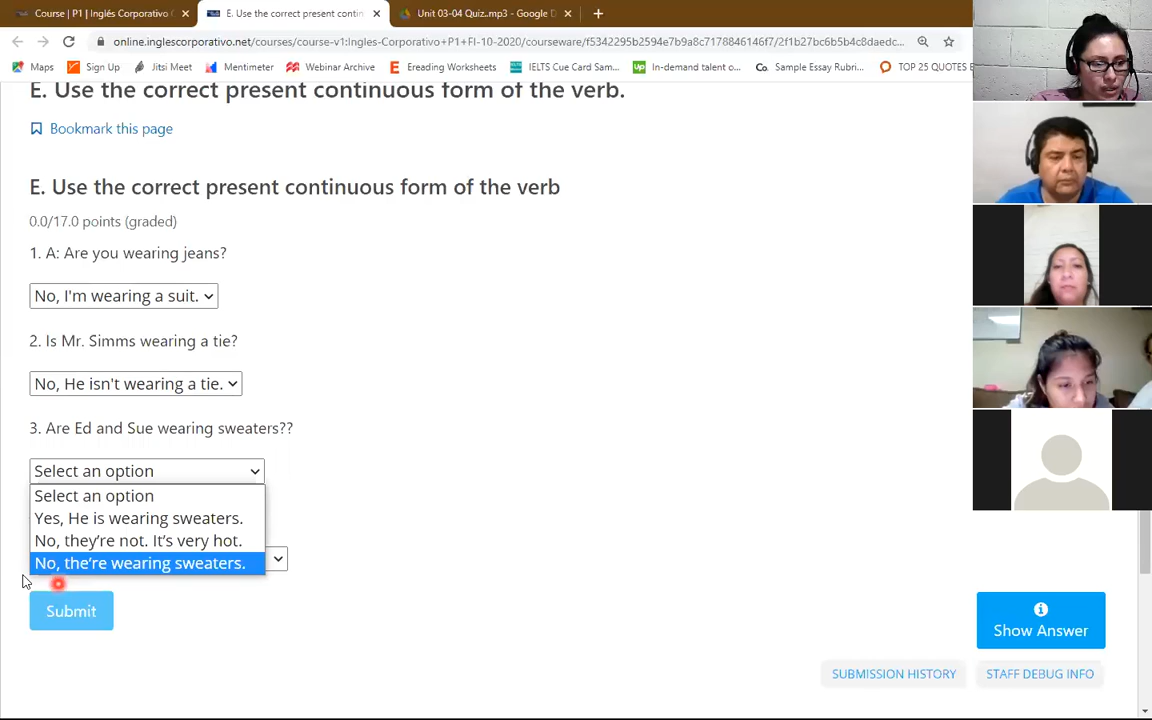 Course | P1 | Inglés Corporativo
E. Use the correct present contin
Unit 03-04 Quiz..mp3 - Google D
online.inglescorporativo.net/courses/course-v1:Ingles-Corporativo+P1+FI-10-2020/courseware/f5342295b2594e7b9a8c7178846146f7/2f1b27bc6b5b4c8daedc...
Maps Sign Up Jitsi Meet Mentimeter Webinar Archive Ereading Worksheets IELTS Cue Card Sam... In-demand talent o... Sample Essay Rubri... TOP 25 QUOTES
E. Use the correct present continuous form of the verb.
Bookmark this page
E. Use the correct present continuous form of the verb
0.0/17.0 points (graded)
1. A: Are you wearing jeans?
No, I'm wearing a suit.
2. Is Mr. Simms wearing a tie?
No, He isn't wearing a tie.
3. Are Ed and Sue wearing sweaters??
Select an option
Select an option
Yes, He is wearing sweaters.
No, they’re not. It’s very hot.
No, the’re wearing sweaters.
Submit
Show Answer
SUBMISSION HISTORY STAFF DEBUG INFO